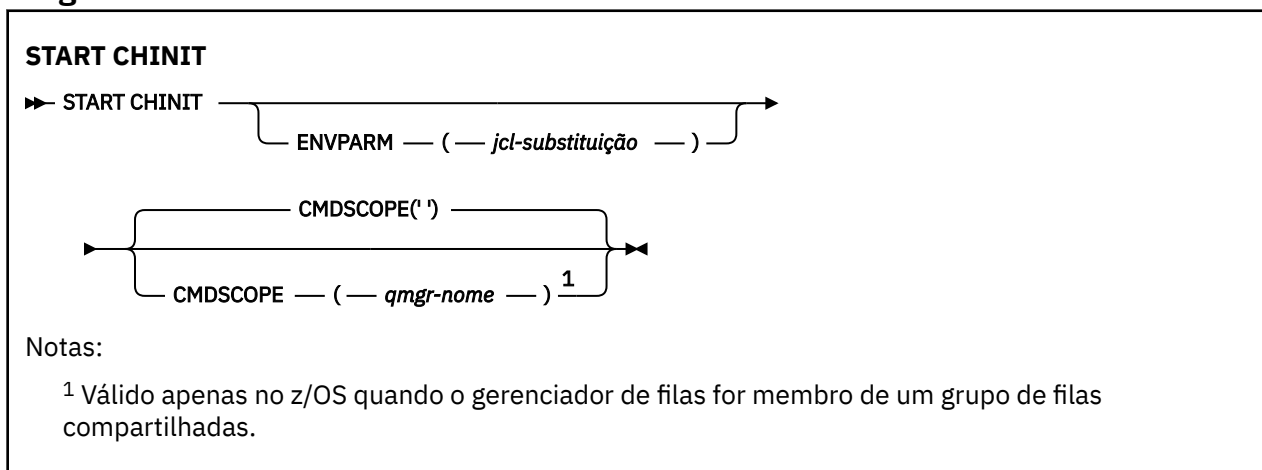 START CHINIT
START CHINIT
ENVPARM ( jcl-substituição )
CMDSCOPE(' ')
CMDSCOPE ( qmgr-nome ) 1
Notas:
1 Válido apenas no z/OS quando o gerenciador de filas for membro de um grupo de filas
compartilhadas.